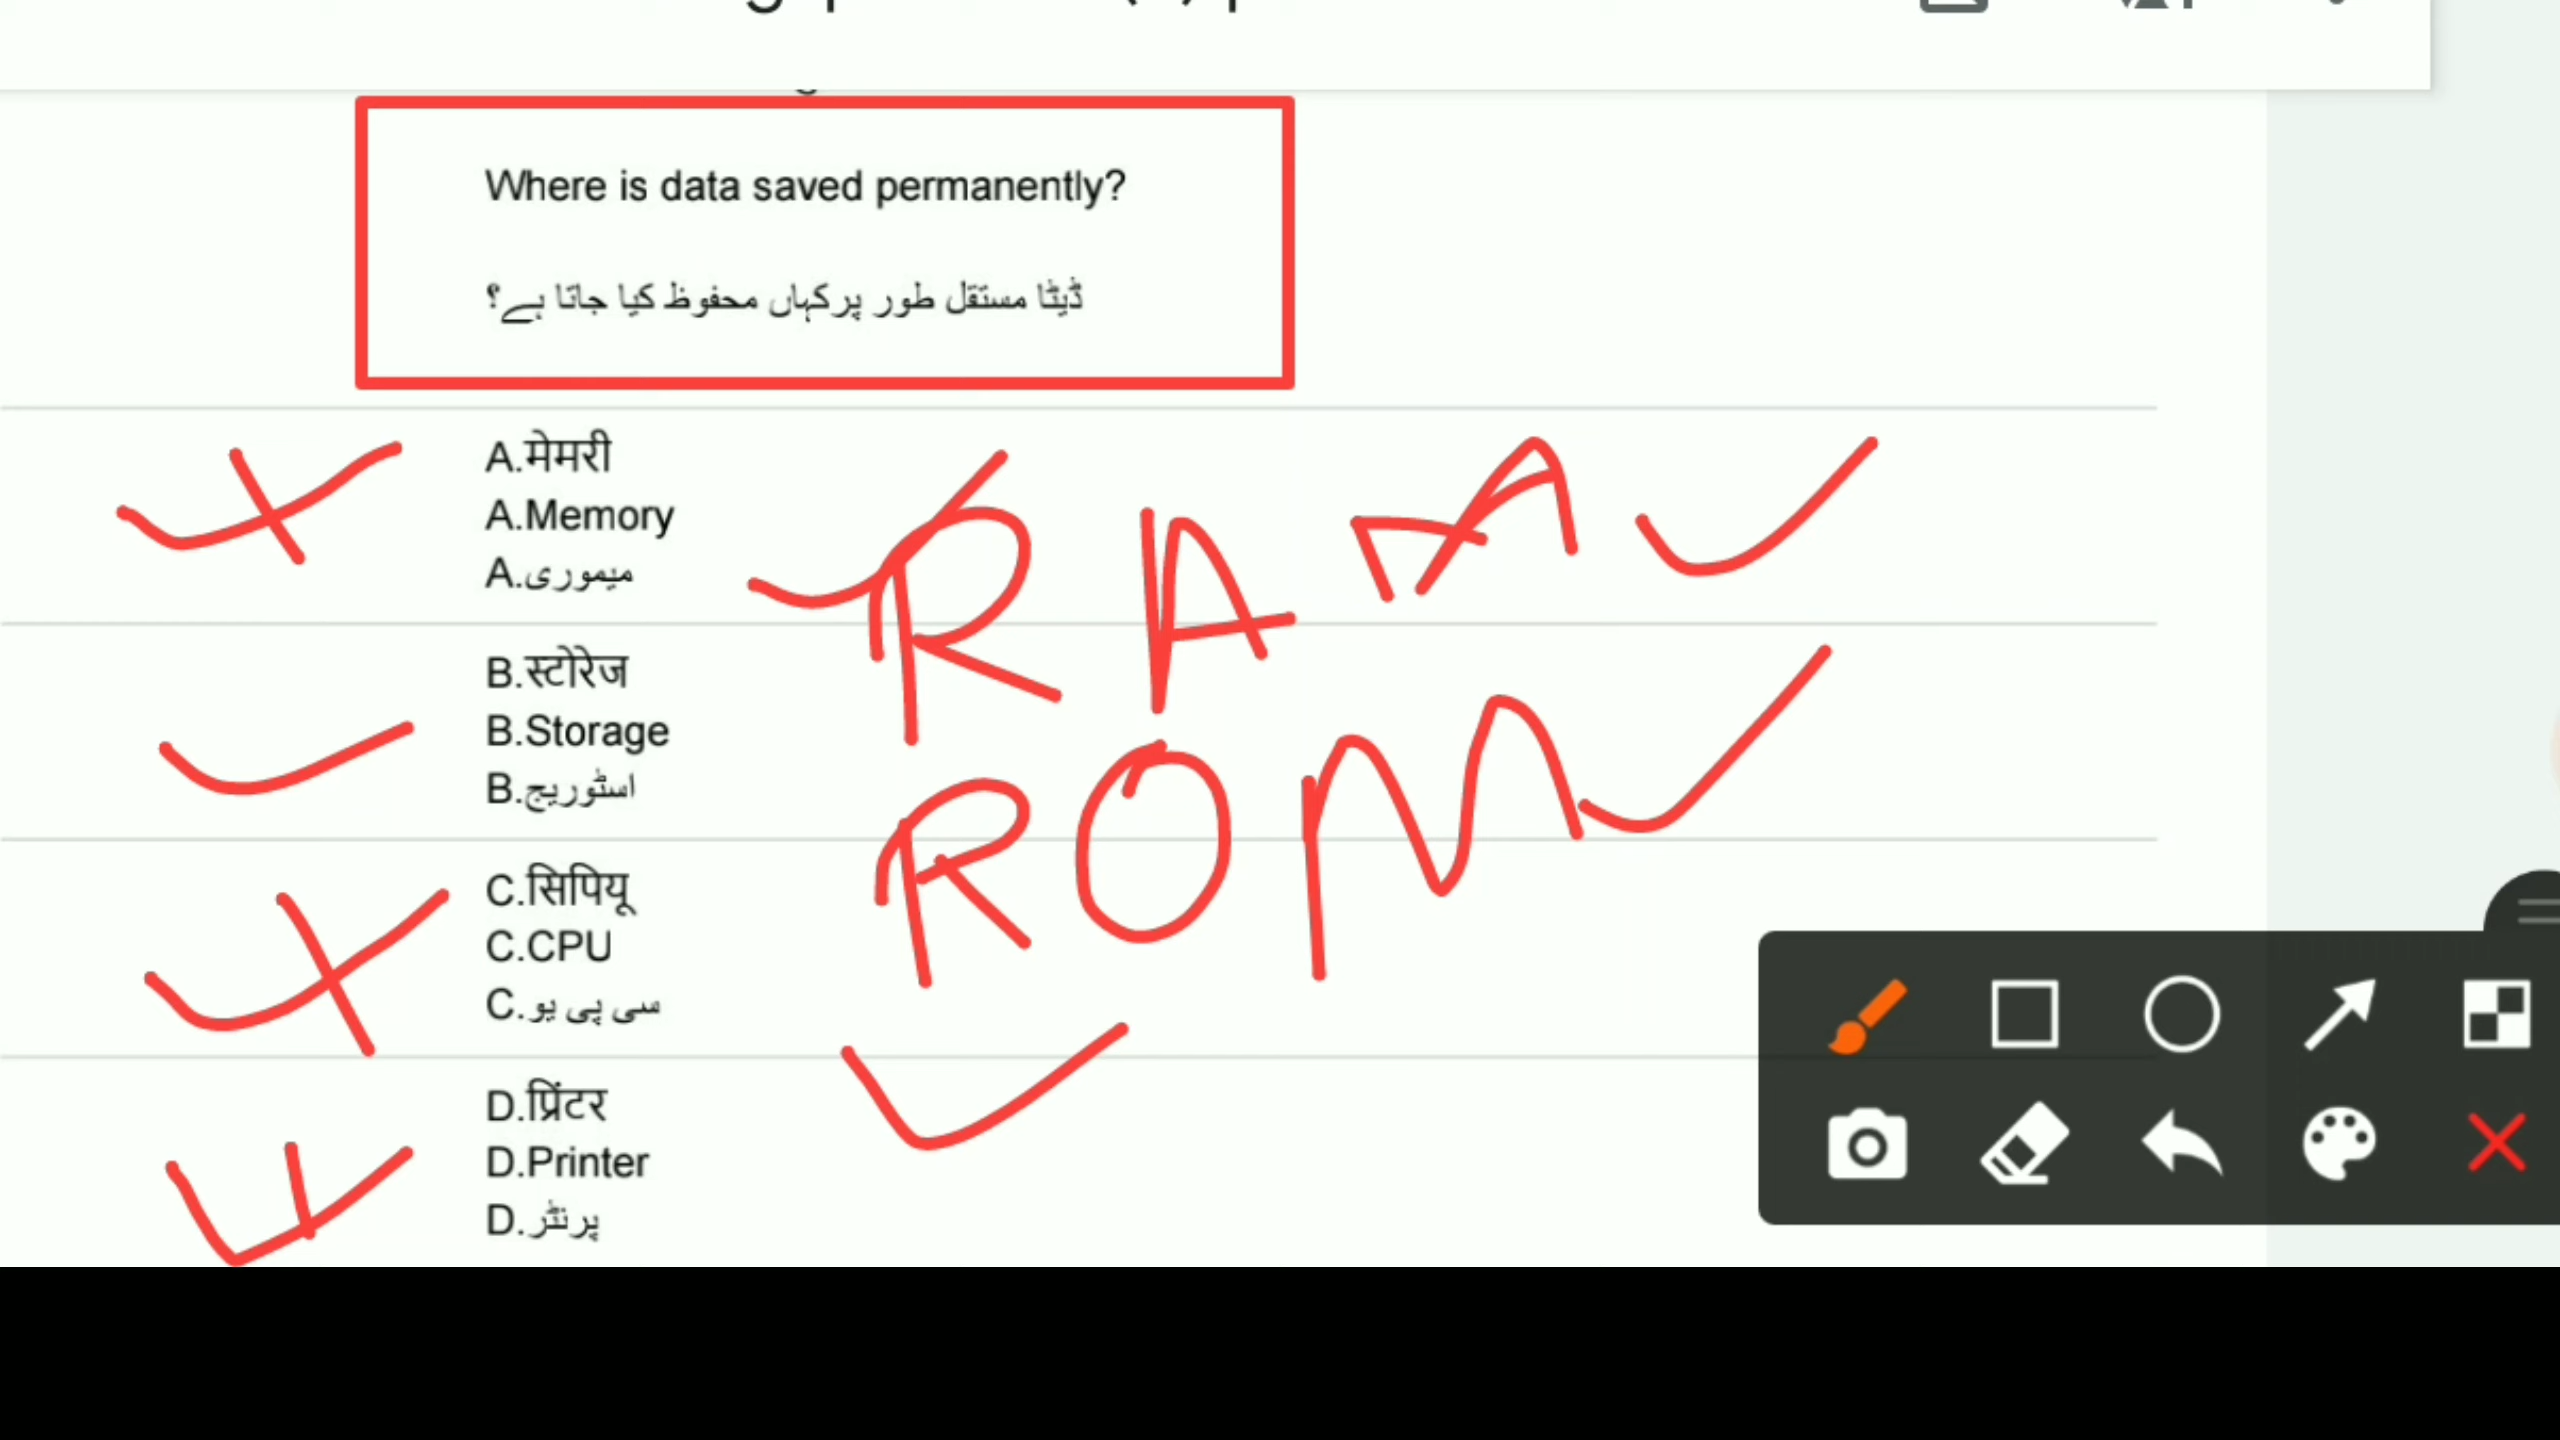 Where is data saved permanently?
ڈیٹا مستقل طور پرکہاں محفوظ کیا جاتا ہے؟
A.मेमरी
A.Memory
A.میموری
RAM
B.स्टोरेज
B.Storage
B.اسٹوریج
ROM
C.सिपियू
C.CPU
C.سی پی یو
D.प्रिंटर
D.Printer
D.پرنٹر